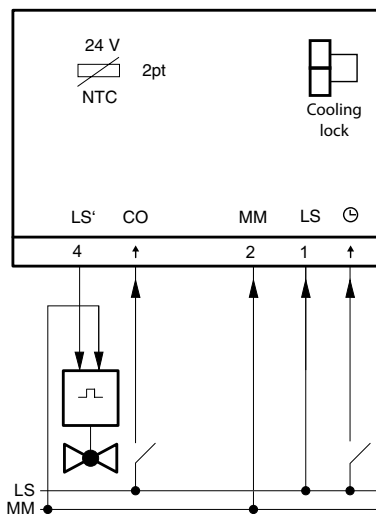 24 V
2pt
NTC
Cooling
lock
LS‘ CO MM LS
4 2 1
LS
MM